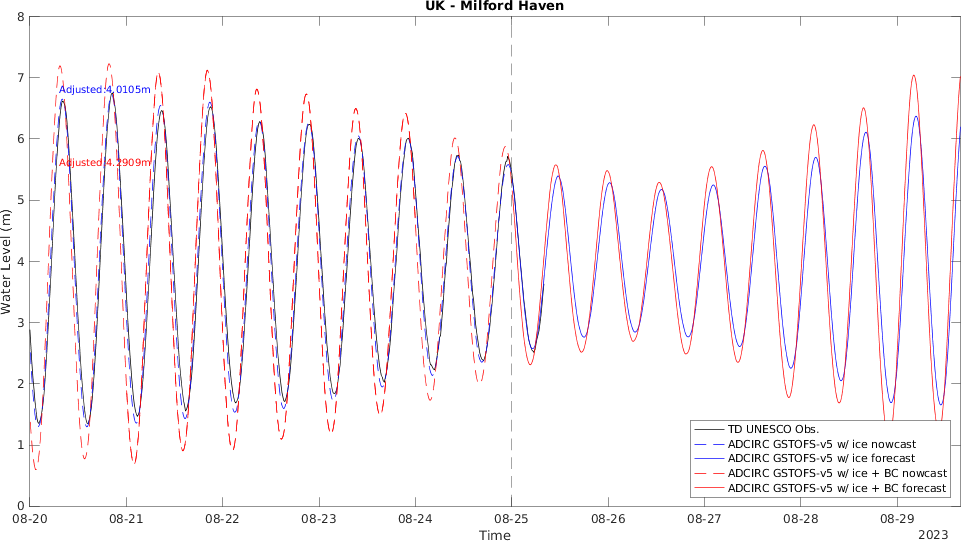 UK - Milford Haven
8
7
6
5
4
3
2
1
0
Water Level (m)
Adjusted:4.0105m
Adjusted:4.2909m
TD UNESCO Obs.
ADCIRC GSTOFS-v5 w/ ice nowcast
ADCIRC GSTOFS-v5 w/ ice forecast
ADCIRC GSTOFS-v5 w/ ice + BC nowcast
ADCIRC GSTOFS-v5 w/ ice + BC forecast
08-20 08-21 08-22 08-23 08-24 08-25 08-26 08-27 08-28 08-29
Time
2023